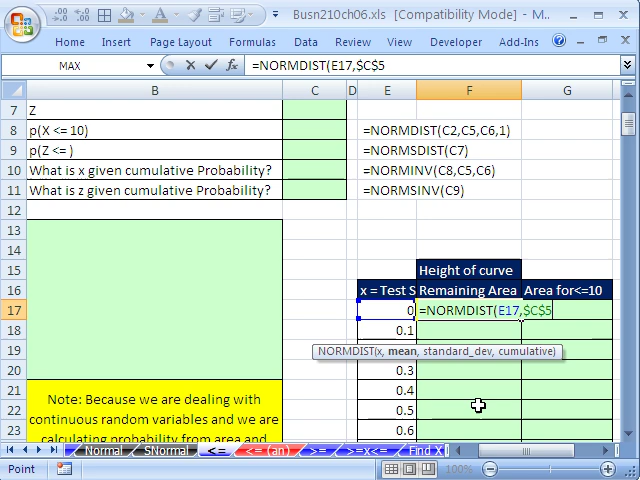 Busn210ch06.xls [Compatibility Mode] - M...
Home Insert Page Layout Formulas Data Review View Developer Add-Ins
MAX =NORMDIST(E17,$C$5
B C D E F G
7 Z
8 p(X <= 10) =NORMDIST(C2,C5,C6,1)
9 p(Z <= ) =NORMSDIST(C7)
10 What is x given cumulative Probability? =NORMINV(C8,C5,C6)
11 What is z given cumulative Probability? =NORMSINV(C9)
12
13
14
15 Height of curve
16 x = Test S Remaining Area Area for<=10
17 0 =NORMDIST(E17,$C$5
18 0.1
NORMDIST(x, mean, standard_dev, cumulative)
19
20 0.3
21 Note: Because we are dealing with 0.4
22 continuous random variables and we are 0.5
23 calculating probability from area and 0.6
Normal SNormal <= <= (an) >= >=x<= Find X
Point 100%